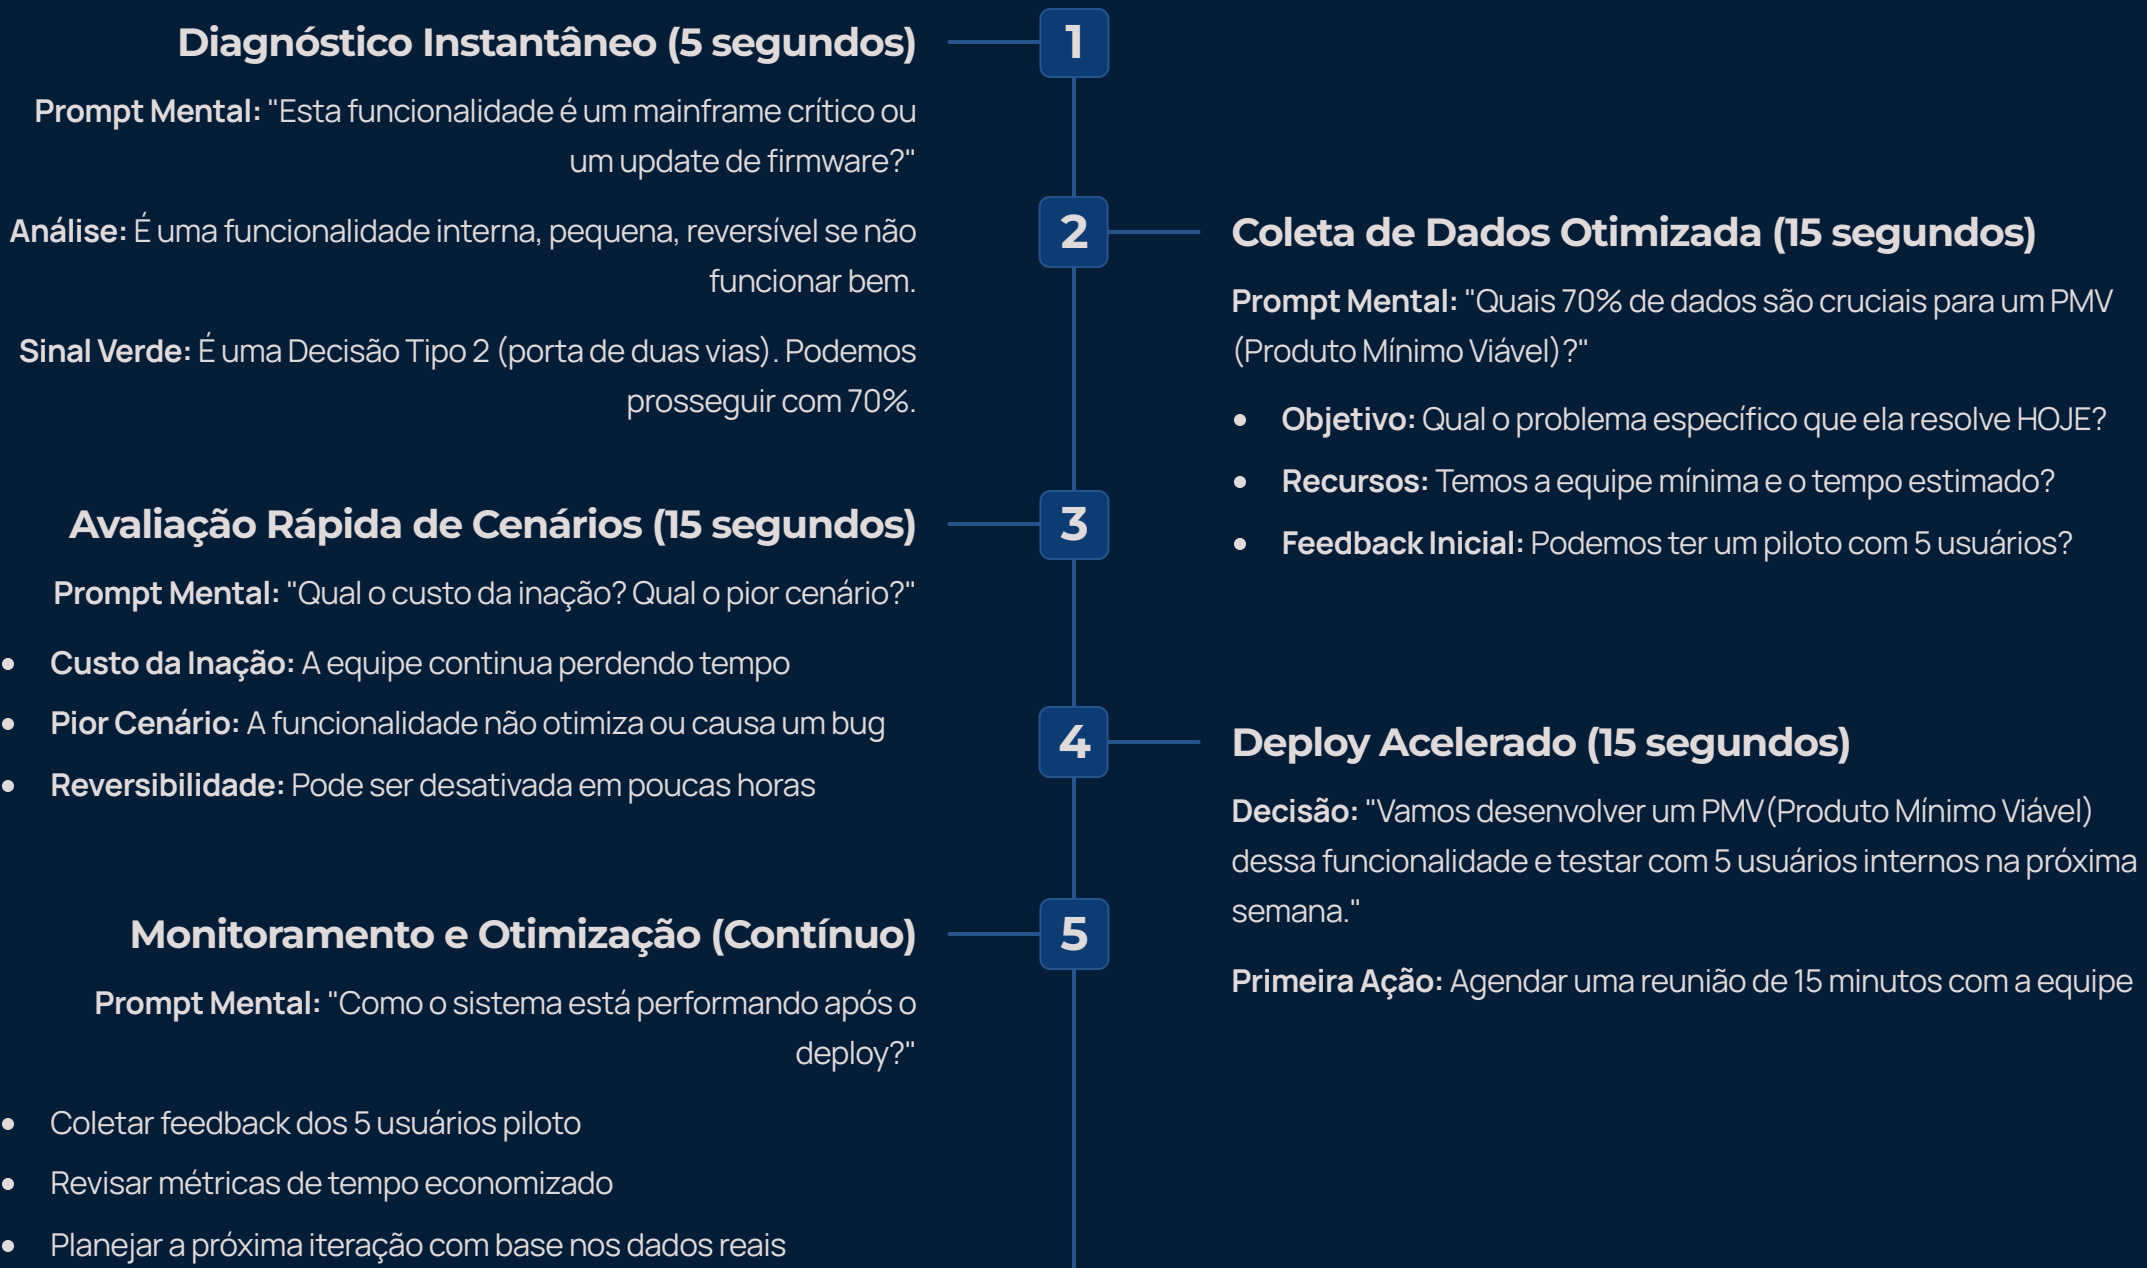 1
Diagnóstico Instantâneo (5 segundos)
Prompt Mental: "Esta funcionalidade é um mainframe crítico ou
um update de firmware?"
Análise: É uma funcionalidade interna, pequena, reversível se não
funcionar bem.
Sinal Verde: É uma Decisão Tipo 2 (porta de duas vias). Podemos
prosseguir com 70%.
2
Coleta de Dados Otimizada (15 segundos)
Prompt Mental: "Quais 70% de dados são cruciais para um PMV
(Produto Mínimo Viável)?"
• Objetivo: Qual o problema específico que ela resolve HOJE?
• Recursos: Temos a equipe mínima e o tempo estimado?
• Feedback Inicial: Podemos ter um piloto com 5 usuários?
3
Avaliação Rápida de Cenários (15 segundos)
Prompt Mental: "Qual o custo da inação? Qual o pior cenário?"
• Custo da Inação: A equipe continua perdendo tempo
• Pior Cenário: A funcionalidade não otimiza ou causa um bug
• Reversibilidade: Pode ser desativada em poucas horas
4
Deploy Acelerado (15 segundos)
Decisão: "Vamos desenvolver um PMV(Produto Mínimo Viável)
dessa funcionalidade e testar com 5 usuários internos na próxima
semana."
Primeira Ação: Agendar uma reunião de 15 minutos com a equipe
5
Monitoramento e Otimização (Contínuo)
Prompt Mental: "Como o sistema está performando após o
deploy?"
• Coletar feedback dos 5 usuários piloto
• Revisar métricas de tempo economizado
• Planejar a próxima iteração com base nos dados reais